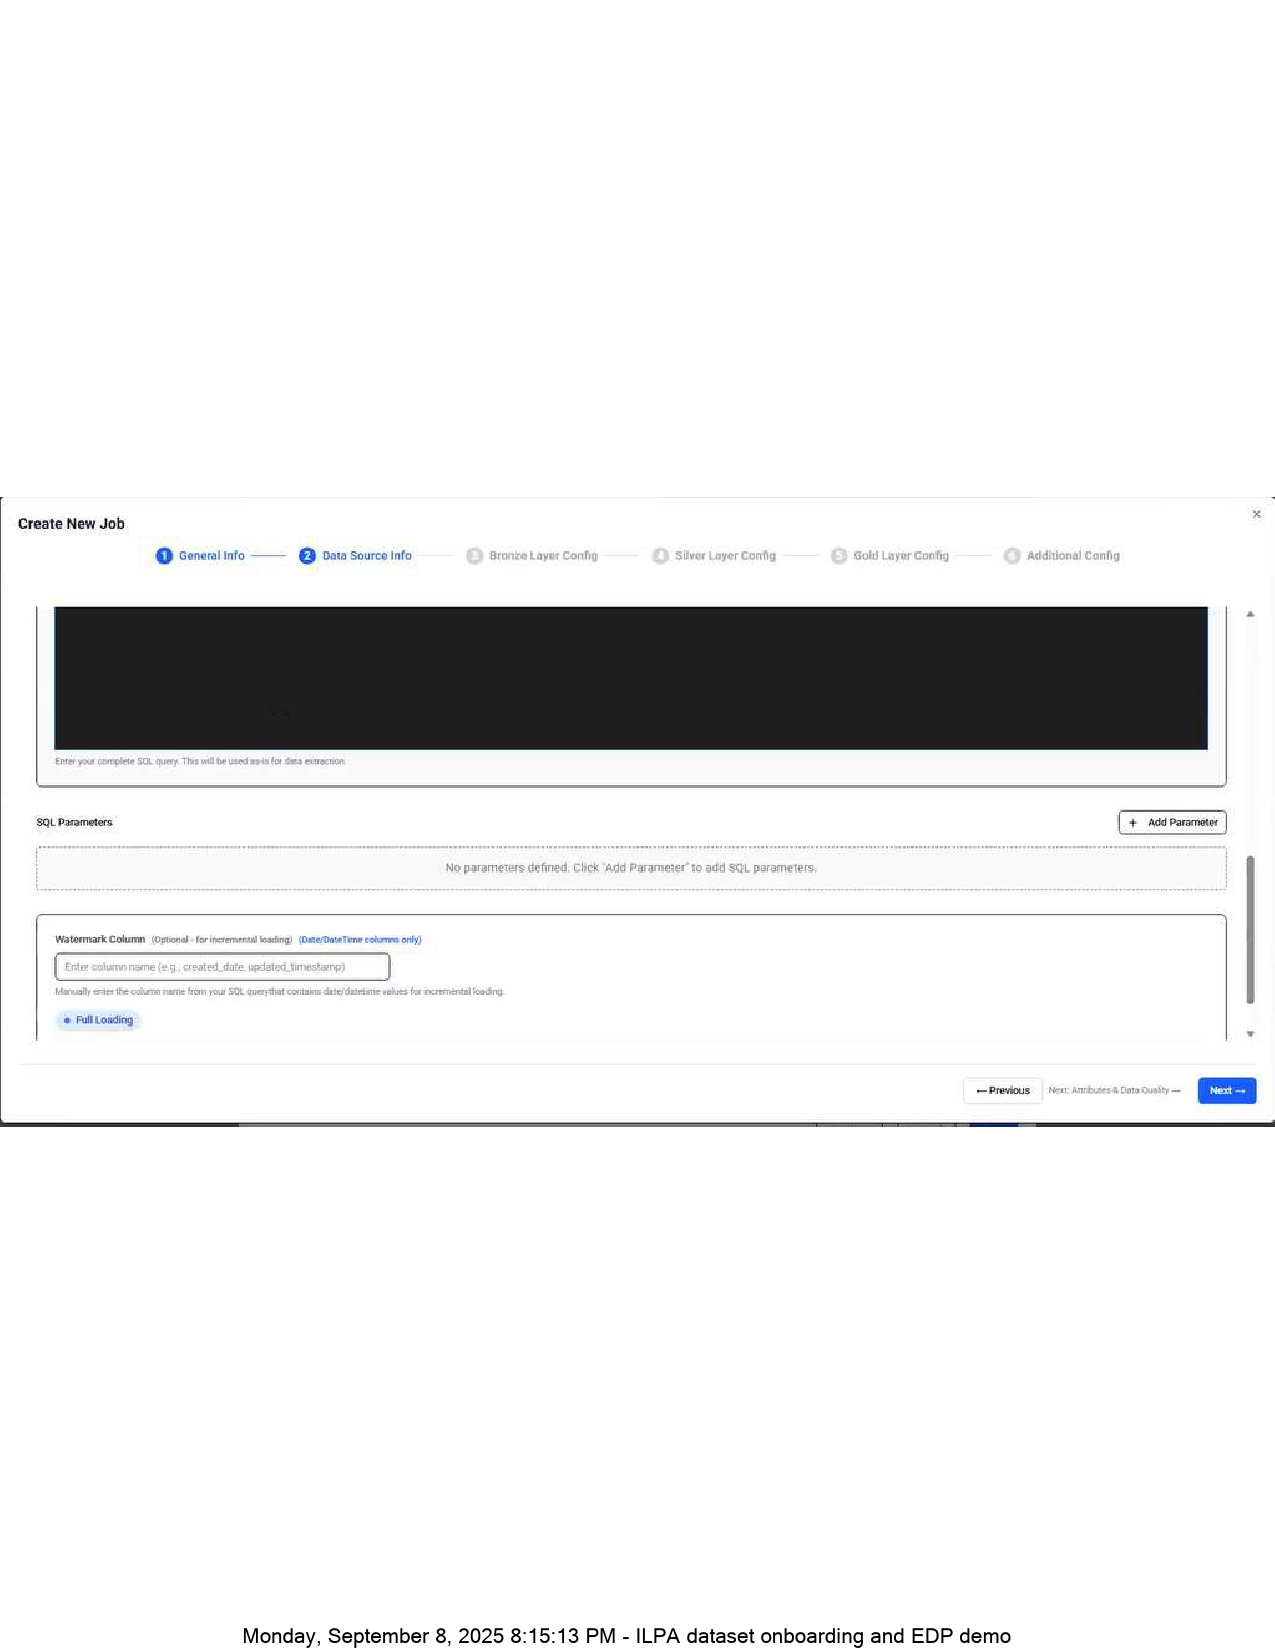 Create New Job
×
1 General Info
2 Data Source Info
3 Bronze Layer Config
4 Silver Layer Config
5 Gold Layer Config
6 Additional Config
Enter your complete SQL query. This will be used as-is for data extraction.
SQL Parameters
+ Add Parameter
No parameters defined. Click "Add Parameter" to add SQL parameters.
Watermark Column (Optional - for incremental loading) (Date/DateTime columns only)
Enter column name (e.g., created_date, updated_timestamp)
Manually enter the column name from your SQL querythat contains date/datetime values for incremental loading.
Full Loading
← Previous Next: Attributes & Data Quality → Next →
Monday, September 8, 2025 8:15:13 PM - ILPA dataset onboarding and EDP demo